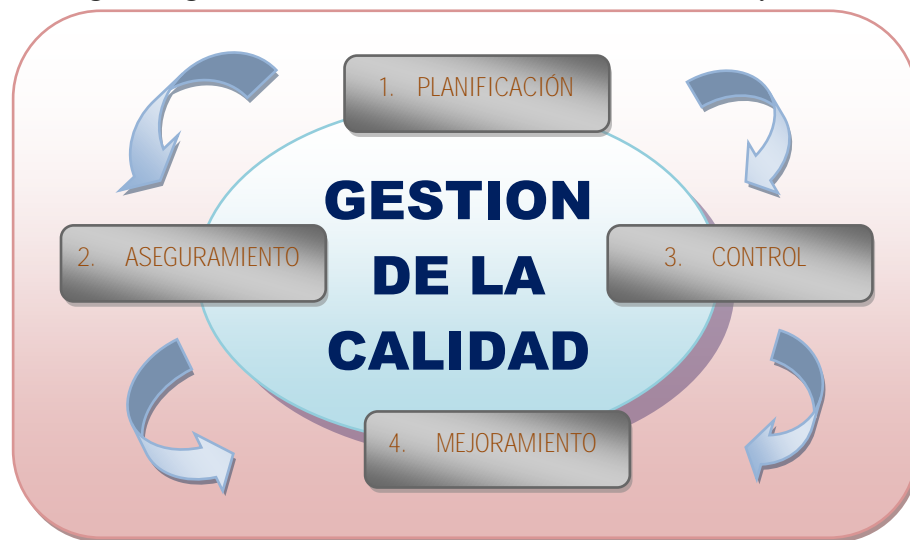 1. PLANIFICACIÓN
GESTION
DE LA
CALIDAD
2. ASEGURAMIENTO
3. CONTROL
4. MEJORAMIENTO